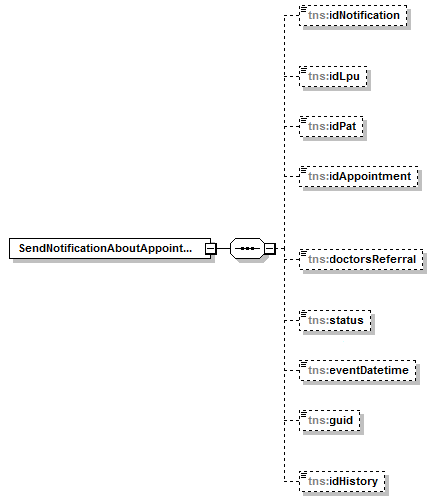 tns:idNotification
tns:idLpu
tns:idPat
tns:idAppointment
SendNotificationAboutAppoint...
tns:doctorsReferral
tns:status
tns:eventDatetime
tns:guid
tns:idHistory